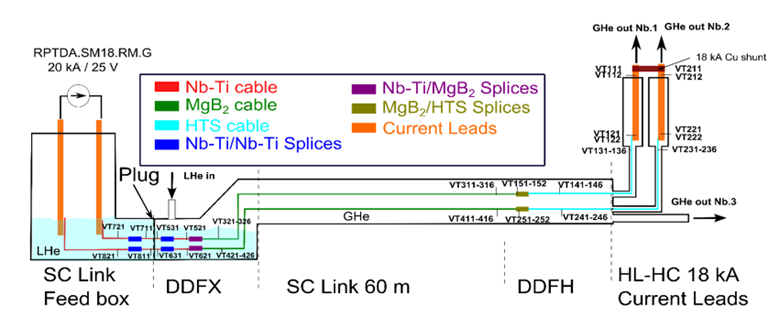 GHe out Nb.1
GHe out Nb.2
RPTDA.SM18.RM.G
20 kA / 25 V
18 kA Cu shunt
VT111
VT112
VT211
VT212
Nb-Ti cable
MgB₂ cable
HTS cable
Nb-Ti/Nb-Ti Splices
Nb-Ti/MgB₂ Splices
MgB₂/HTS Splices
Current Leads
VT121
VT122
VT221
VT222
VT131-136
VT231-236
Plug
LHe in
VT311-316
VT151-152
VT141-146
GHe out Nb.3
VT721
VT711
VT531
VT521
VT321-326
GHe
VT411-416
VT251-252
VT241-246
LHe
VT821
VT811
VT631
VT621
VT421-426
SC Link
Feed box
DDFX
SC Link 60 m
DDFH
HL-HC 18 kA
Current Leads